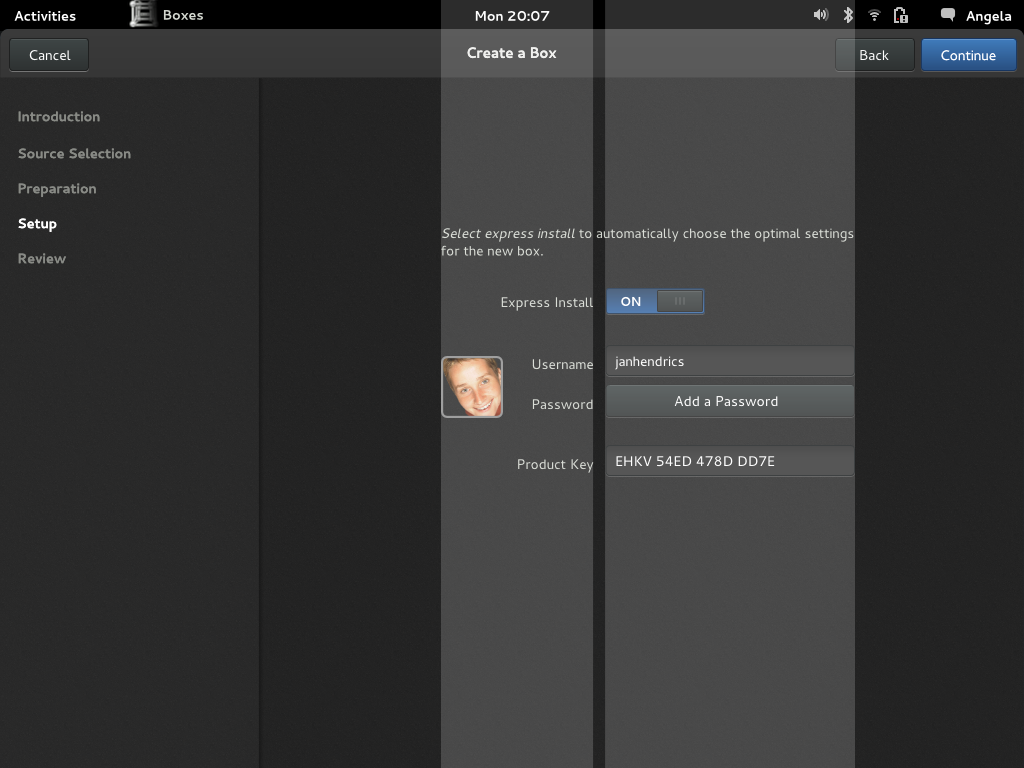 Activities
Boxes
Mon 20:07
Angela
Cancel
Create a Box
Back
Continue
Introduction
Source Selection
Preparation
Setup
Review
Select express install to automatically choose the optimal settings
for the new box.
Express Install ON
Username janhendrics
Password Add a Password
Product Key EHKV 54ED 478D DD7E